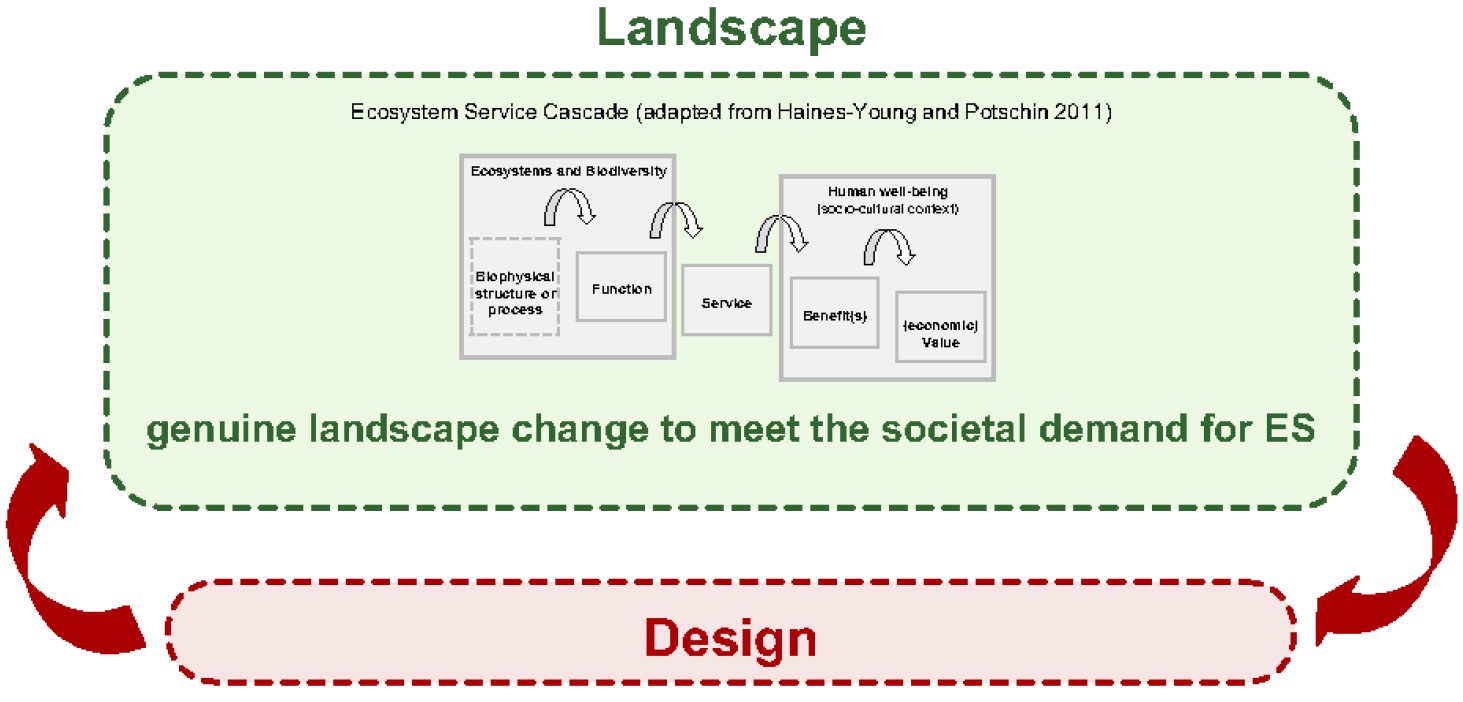 Landscape
Ecosystem Service Cascade (adapted from Haines-Young and Potschin 2011)
Ecosystems and Biodiversity
Biophysical
structure or
process
Function
Service
Human well-being
(socio-cultural context)
Benefit(s)
(economic)
Value
genuine landscape change to meet the societal demand for ES
Design